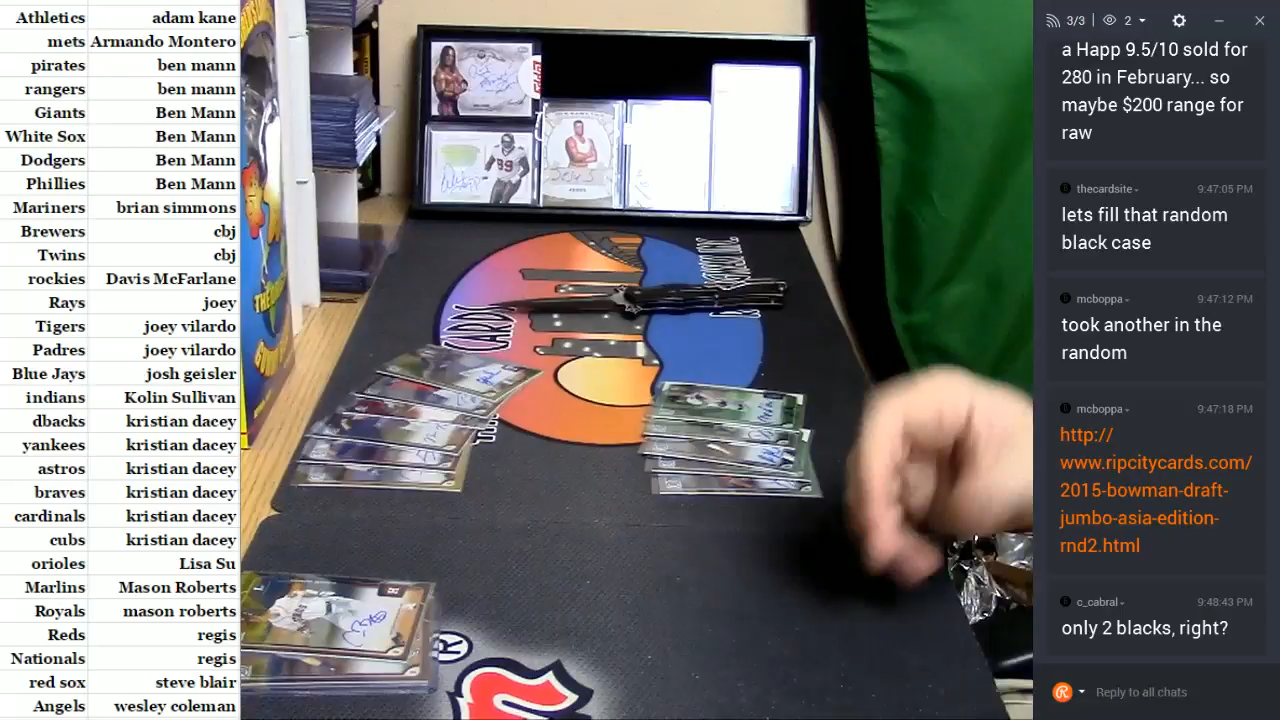 Athletics adam kane
mets Armando Montero
pirates ben mann
rangers ben mann
Giants Ben Mann
White Sox Ben Mann
Dodgers Ben Mann
Phillies Ben Mann
Mariners brian simmons
Brewers cbj
Twins cbj
rockies Davis McFarlane
Rays joey
Tigers joey vilardo
Padres joey vilardo
Blue Jays josh geisler
indians Kolin Sullivan
dbacks kristian dacey
yankees kristian dacey
astros kristian dacey
braves kristian dacey
cardinals kristian dacey
cubs kristian dacey
orioles Lisa Su
Marlins Mason Roberts
Royals mason roberts
Reds regis
Nationals regis
red sox steve blair
Angels wesley coleman
CARDS
®
3/3 2
a Happ 9.5/10 sold for
280 in February... so
maybe $200 range for
raw
thecardsite 9:47:05 PM
lets fill that random
black case
mcboppa 9:47:12 PM
took another in the
random
mcboppa 9:47:18 PM
http://
www.ripcitycards.com/
2015-bowman-draft-
jumbo-asia-edition-
rnd2.html
c_cabral 9:48:43 PM
only 2 blacks, right?
Reply to all chats